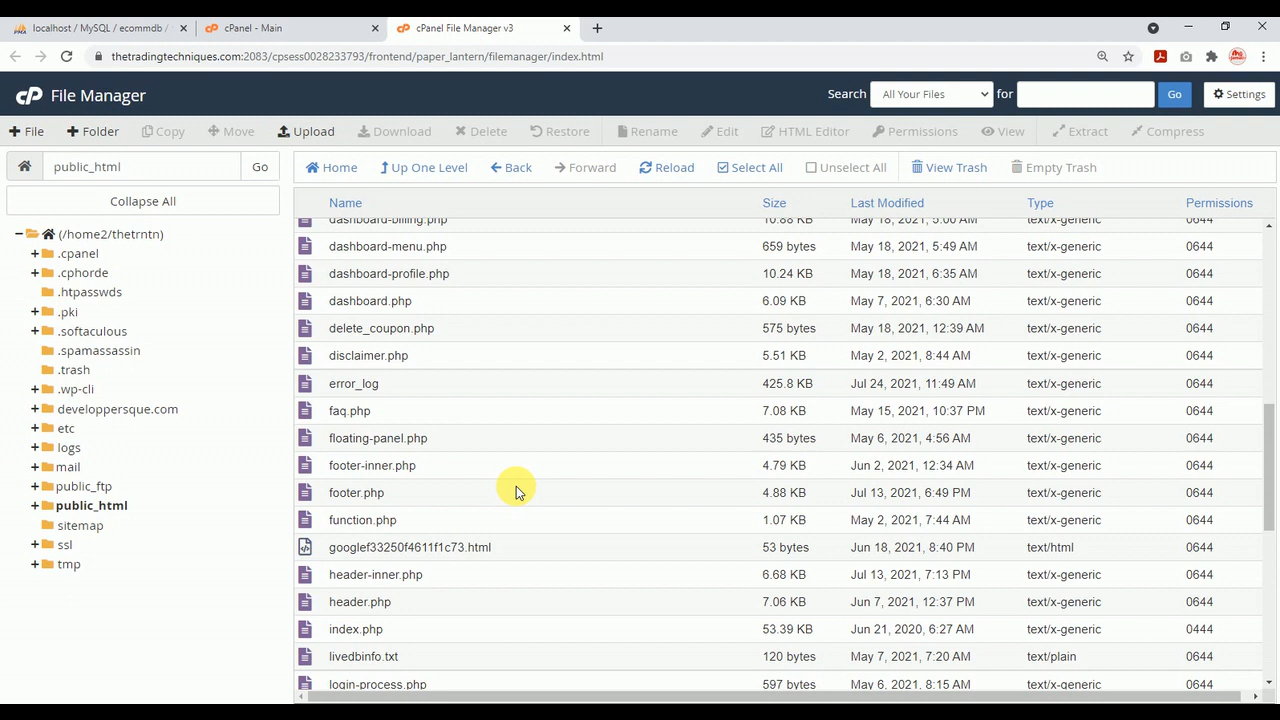 localhost / MySQL / ecommdb /
cPanel - Main
cPanel File Manager v3
thetradingtechniques.com:2083/cpsess0028233793/frontend/paper_lantern/filemanager/index.html
cP File Manager
Search All Your Files for Go Settings
File Folder Copy Move Upload Download Delete Restore Rename Edit HTML Editor Permissions View Extract Compress
public_html Go
Home Up One Level Back Forward Reload Select All Unselect All View Trash Empty Trash
Collapse All
(/home2/thetrntn)
.cpanel
.cphorde
.htpasswds
.pki
.softaculous
.spamassassin
.trash
.wp-cli
developpersque.com
etc
logs
mail
public_ftp
public_html
sitemap
ssl
tmp
Name Size Last Modified Type Permissions
dashboard-billing.php 10.88 KB May 18, 2021, 5:00 AM text/x-generic 0644
dashboard-menu.php 659 bytes May 18, 2021, 5:49 AM text/x-generic 0644
dashboard-profile.php 10.24 KB May 18, 2021, 6:35 AM text/x-generic 0644
dashboard.php 6.09 KB May 7, 2021, 6:30 AM text/x-generic 0644
delete_coupon.php 575 bytes May 18, 2021, 12:39 AM text/x-generic 0644
disclaimer.php 5.51 KB May 2, 2021, 8:44 AM text/x-generic 0644
error_log 425.8 KB Jul 24, 2021, 11:49 AM text/x-generic 0644
faq.php 7.08 KB May 15, 2021, 10:37 PM text/x-generic 0644
floating-panel.php 435 bytes May 6, 2021, 4:56 AM text/x-generic 0644
footer-inner.php 4.79 KB Jun 2, 2021, 12:34 AM text/x-generic 0644
footer.php 4.88 KB Jul 13, 2021, 6:49 PM text/x-generic 0644
function.php 1.07 KB May 2, 2021, 7:44 AM text/x-generic 0644
googlef33250f4611f1c73.html 53 bytes Jun 18, 2021, 8:40 PM text/html 0644
header-inner.php 6.68 KB Jul 13, 2021, 7:13 PM text/x-generic 0644
header.php 7.06 KB Jun 7, 2021, 12:37 PM text/x-generic 0644
index.php 53.39 KB Jun 21, 2020, 6:27 AM text/x-generic 0444
livedbinfo.txt 120 bytes May 7, 2021, 7:20 AM text/plain 0644
login-process.php 597 bytes May 6, 2021, 8:15 AM text/x-generic 0644